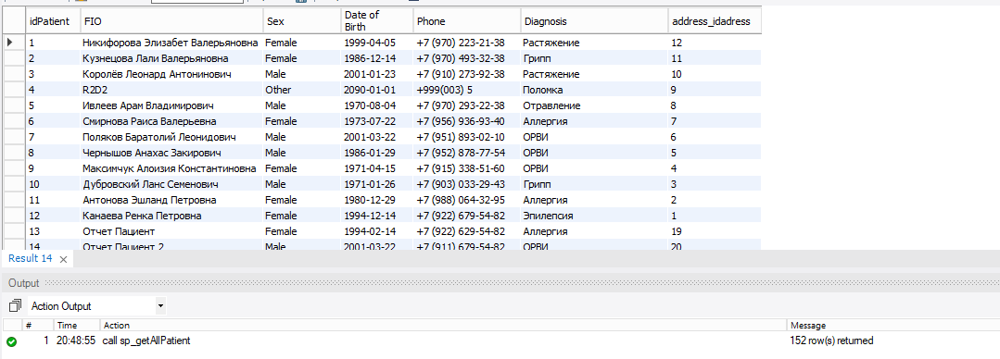 idPatient FIO Sex Date of Birth Phone Diagnosis address_idadress
1 Никифорова Элизабет Валерьяновна Female 1999-04-05 +7 (970) 223-21-38 Растяжение 12
2 Кузнецова Лали Валерьяновна Female 1986-12-14 +7 (970) 493-32-38 Грипп 11
3 Королёв Леонард Антонинович Male 2001-01-23 +7 (910) 273-92-38 Растяжение 10
4 R2D2 Other 2090-01-01 +999(003) 5 Поломка 9
5 Ивлеев Арам Владимирович Male 1970-08-04 +7 (970) 293-22-38 Отравление 8
6 Смирнова Раиса Валерьевна Female 1973-07-22 +7 (956) 936-93-40 Аллергия 7
7 Поляков Баратолий Леонидович Male 2001-03-22 +7 (951) 893-02-10 ОРВИ 6
8 Чернышов Анахас Закирович Male 1986-01-29 +7 (952) 878-77-54 ОРВИ 5
9 Максимчук Алоизия Константиновна Female 1971-04-15 +7 (915) 338-51-60 ОРВИ 4
10 Дубровский Ланс Семенович Male 1971-01-26 +7 (903) 033-29-43 Грипп 3
11 Антонова Эшланд Петровна Female 1980-12-29 +7 (988) 064-32-95 Аллергия 2
12 Канаева Ренка Петровна Female 1994-12-14 +7 (922) 679-54-82 Эпилепсия 1
13 Отчет Пациент Female 1994-02-14 +7 (922) 629-54-82 Аллергия 19
14 Отчет Пациент 2 Male 2001-03-22 +7 (911) 679-54-82 ОРВИ 20
Result 14
Output
Action Output
# Time Action Message
1 20:48:55 call sp_getAllPatient 152 row(s) returned